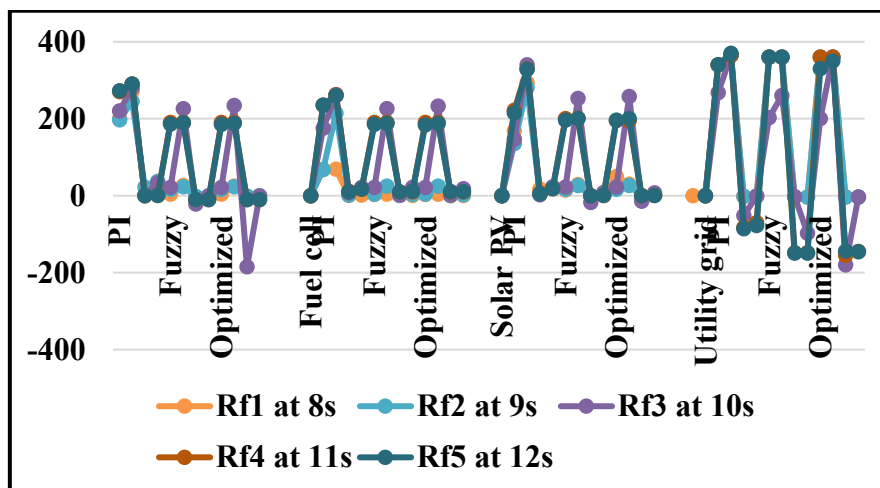 400
200
0
-200
-400
PI
Fuzzy
Optimized
Fuel cell
PI
Fuzzy
Optimized
Solar PV
PI
Fuzzy
Optimized
Utility grid
PI
Fuzzy
Optimized
Rf1 at 8s
Rf2 at 9s
Rf3 at 10s
Rf4 at 11s
Rf5 at 12s